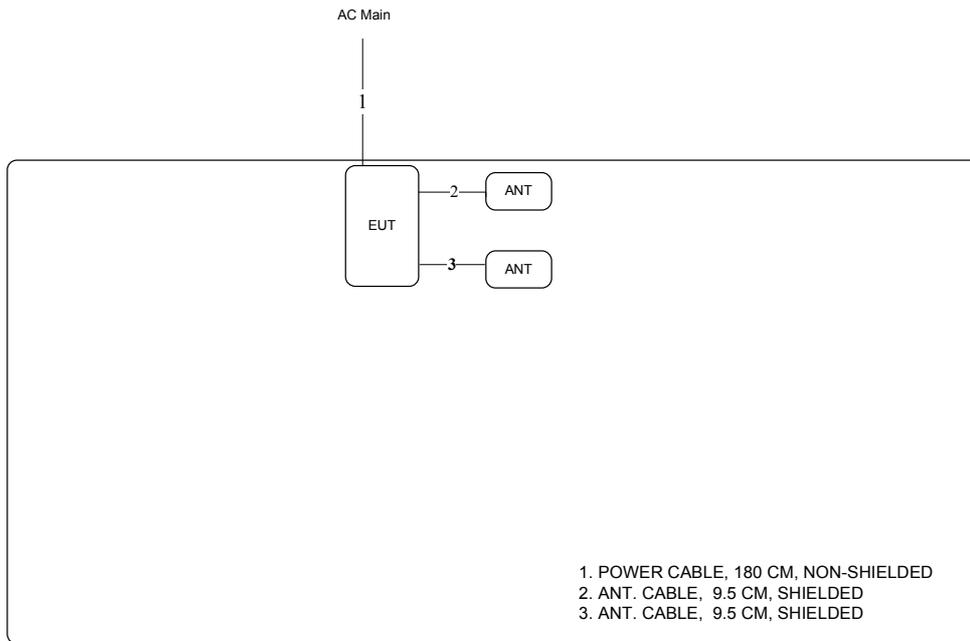 AC Main
1
EUT
2
ANT
3
ANT
1. POWER CABLE, 180 CM, NON-SHIELDED
2. ANT. CABLE, 9.5 CM, SHIELDED
3. ANT. CABLE, 9.5 CM, SHIELDED